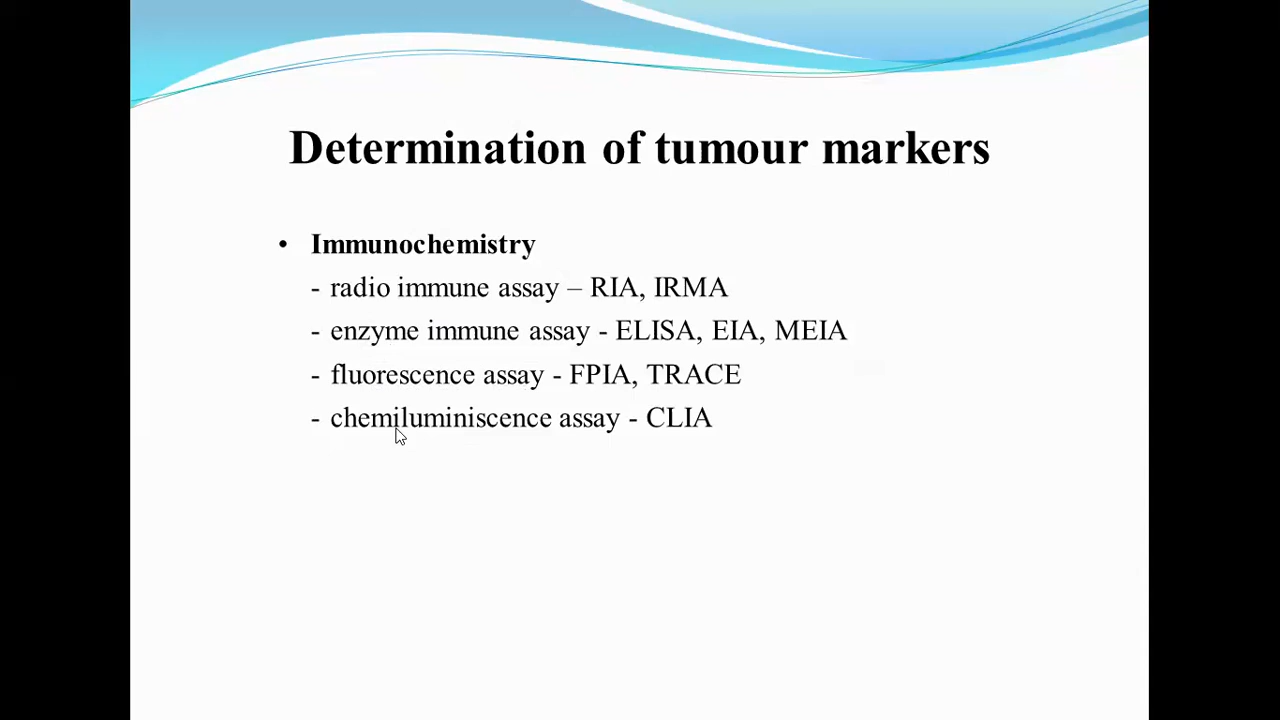 Determination of tumour markers
• Immunochemistry
- radio immune assay – RIA, IRMA
- enzyme immune assay - ELISA, EIA, MEIA
- fluorescence assay - FPIA, TRACE
- chemiluminiscence assay - CLIA